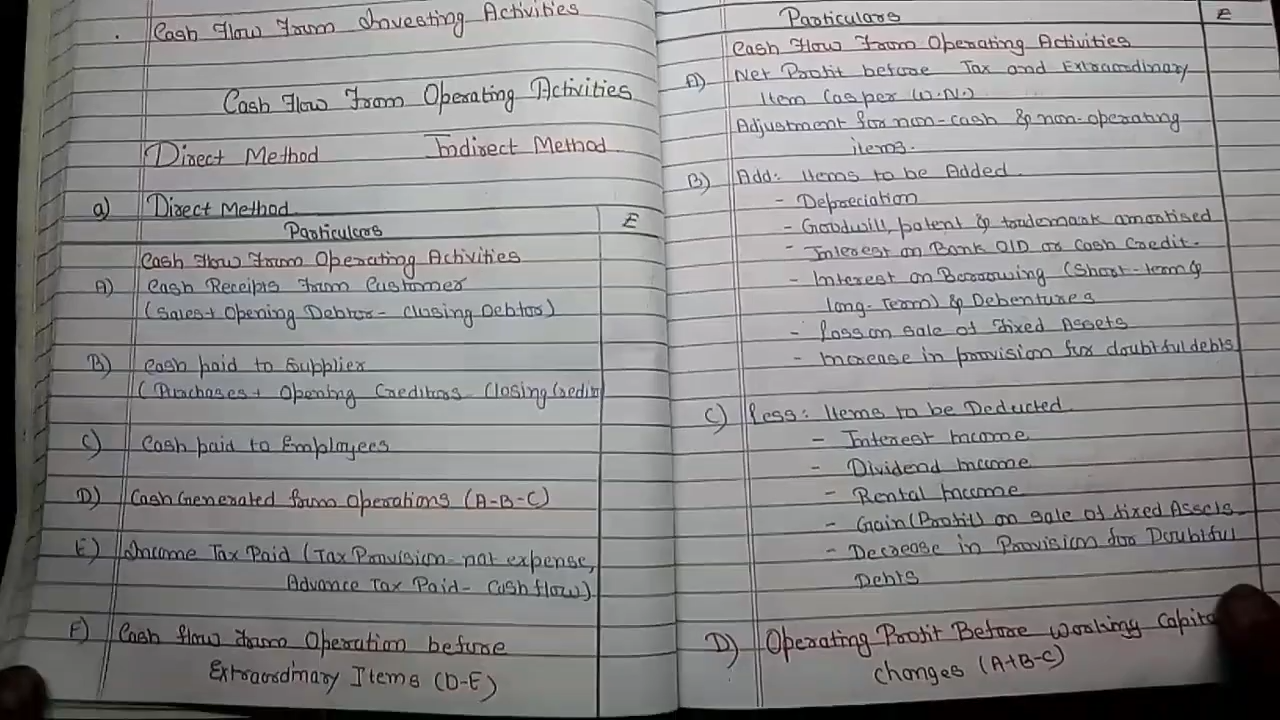 Cash Flow From Investing Activities
Cash Flow From Operating Activities
Direct Method Indirect Method
a) Direct Method
Particulars ₹
Cash Flow From Operating Activities
A) Cash Receipts From Customer
(Sales+ Opening Debtor- Closing Debtor)
B) Cash paid to Supplier
(Purchases+ Opening Creditors- Closing Creditor
C) Cash paid to Employees
D) Cash Generated from Operations (A-B-C)
E) Income Tax Paid (Tax Provision- not expense,
Advance Tax Paid- Cash flow)
F) Cash flow from Operation before
Extraordinary Items (D-E)
Particulars ₹
Cash Flow From Operating Activities
A) Net Profit before Tax and Extraordinary
Item (as per W.N.)
Adjustment for non-cash & non-operating
items.
B) Add: Items to be Added
- Depreciation
- Goodwill, patent & trademark amortised
- Interest on Bank O/D or Cash Credit.
- Interest on Borrowing (Short-term &
long-Term) & Debentures
- Loss on sale of Fixed Assets
- Increase in provision for doubtful debts
C) Less: Items to be Deducted
- Interest Income
- Dividend Income
- Rental Income
- Gain (Profit) on sale of fixed Assets
- Decrease in Provision for Doubtful
Debts
D) Operating Profit Before Working Capita
changes (A+B-C)